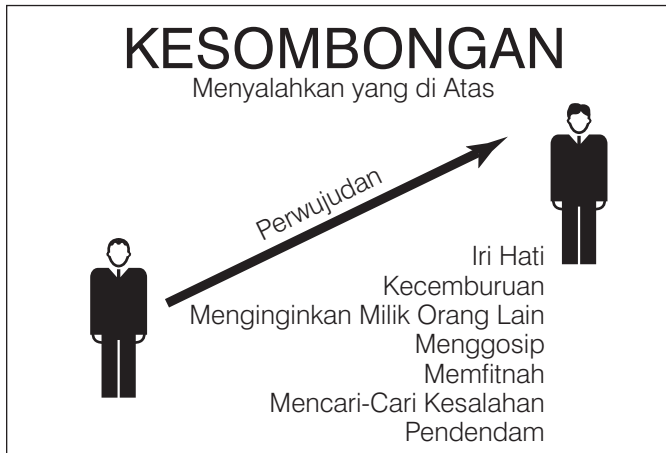 KESOMBONGAN
Menyalahkan yang di Atas
Perwujudan
Iri Hati
Kecemburuan
Menginginkan Milik Orang Lain
Menggosip
Memfitnah
Mencari-Cari Kesalahan
Pendendam